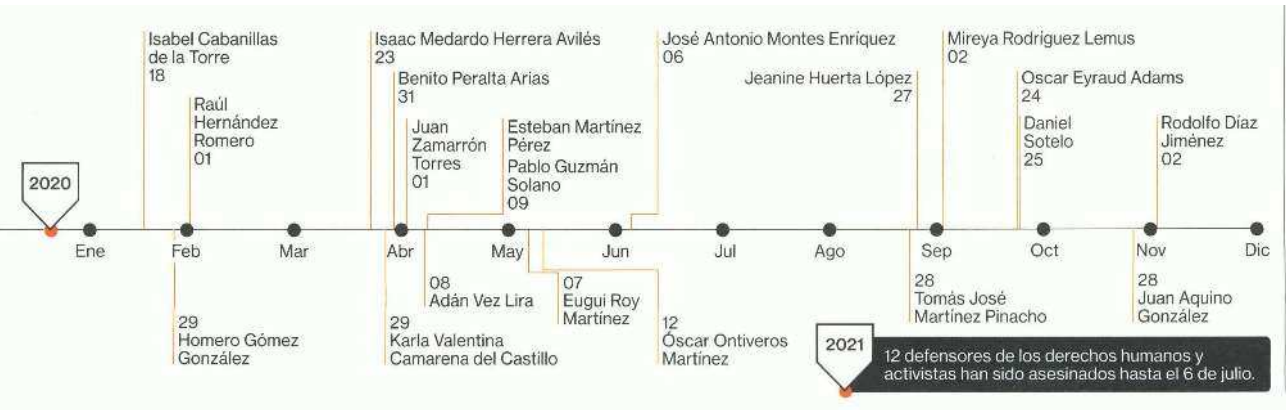 Isabel Cabanillas
de la Torre
18
Raúl
Hernández
Romero
01
Isaac Medardo Herrera Avilés
23
Benito Peralta Arias
31
Juan
Zamarrón
Torres
01
Esteban Martínez
Pérez
Pablo Guzmán
Solano
09
José Antonio Montes Enríquez
06
Jeanine Huerta López
27
Mireya Rodríguez Lemus
02
Oscar Eyraud Adams
24
Daniel
Sotelo
25
Rodolfo Díaz
Jiménez
02
2020
Ene
Feb
Mar
Abr
May
Jun
Jul
Ago
Sep
Oct
Nov
Dic
29
Homero Gómez
González
29
Karla Valentina
Camarena del Castillo
08
Adán Vez Lira
07
Eugui Roy
Martínez
12
Óscar Ontiveros
Martínez
28
Tomás José
Martínez Pinacho
28
Juan Aquino
González
2021
12 defensores de los derechos humanos y
activistas han sido asesinados hasta el 6 de julio.